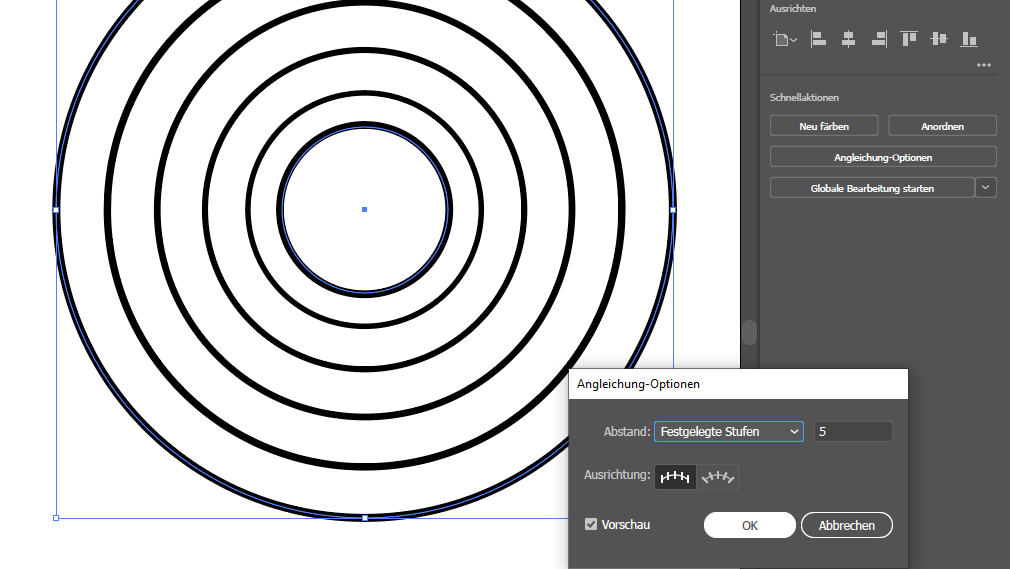 Ausrichten
Schnellaktionen
Neu färben
Anordnen
Angleichung-Optionen
Globale Bearbeitung starten
Angleichung-Optionen
Abstand: Festgelegte Stufen 5
Ausrichtung:
Vorschau OK Abbrechen